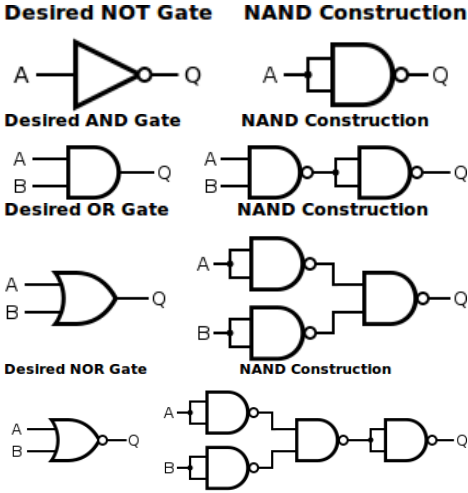 Desired NOT Gate NAND Construction
A Q A Q
Desired AND Gate NAND Construction
A Q A Q
B B
Desired OR Gate NAND Construction
A A
Q Q
B B
Desired NOR Gate NAND Construction
A A
Q Q
B B